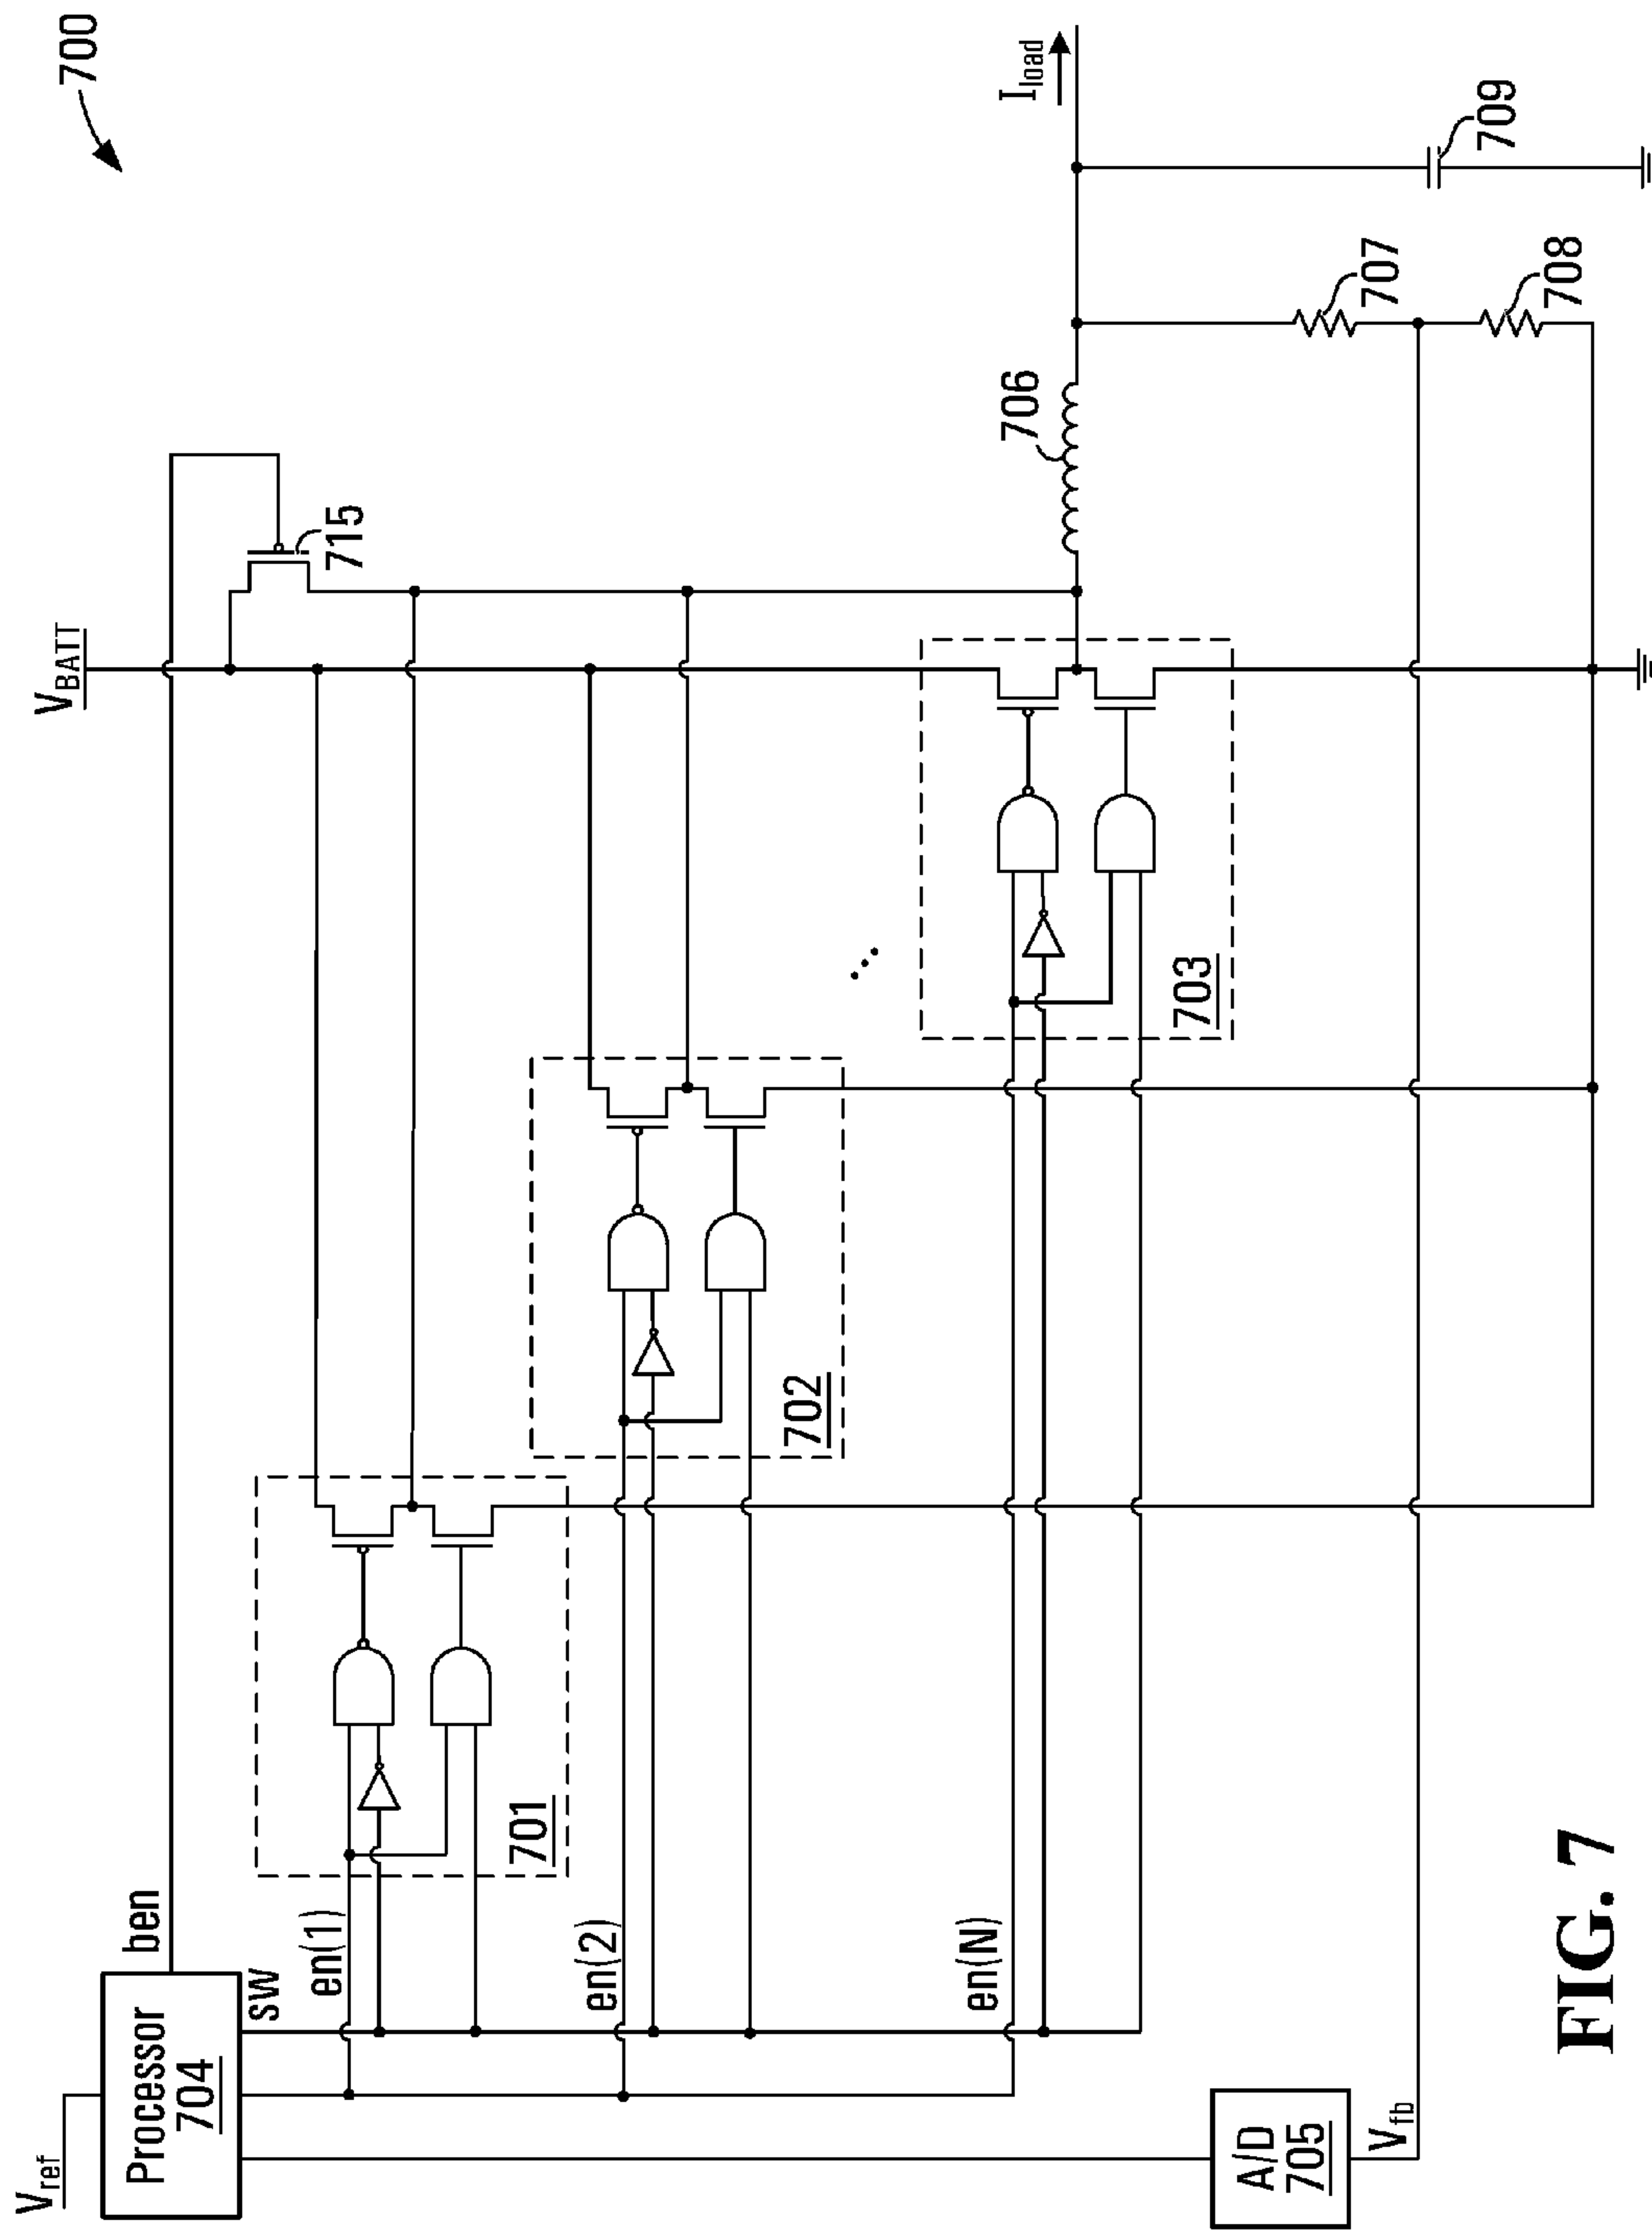 700
V_BATT
I_load
ben
715
V_ref
Processor
704
sw
en(1)
701
706
702
en(2)
707
709
703
en(N)
708
A/D
705
V_fb
FIG. 7